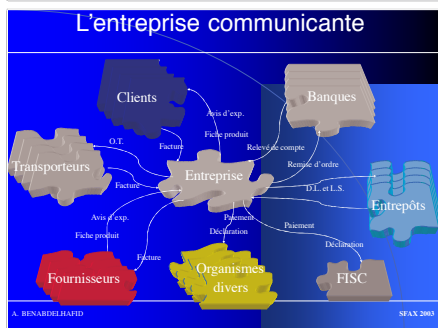 L'entreprise communicante
Clients
Banques
Avis d'exp.
Fiche produit
O.T.
Facture
Relevé de compte
Transporteurs
Entreprise
Remise d'ordre
Facture
D.L. et L.S.
Entrepôts
Avis d'exp.
Paiement
Paiement
Fiche produit
Déclaration
Déclaration
Facture
Fournisseurs
Organismes
divers
FISC
A. BENABDELHAFID
SFAX 2003